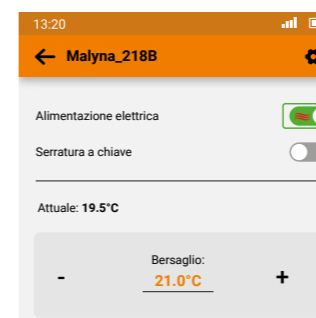 13:20
Malyna_218B
Alimentazione elettrica
Serratura a chiave
Attuale: 19.5°C
Bersaglio:
- 21.0°C +